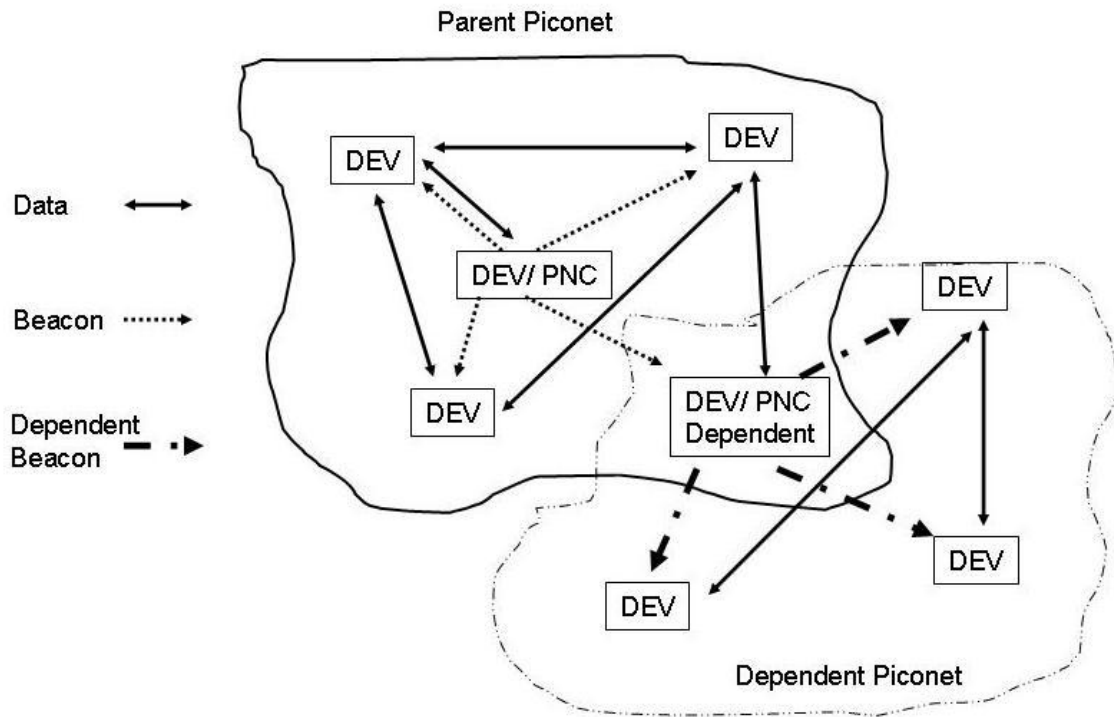 Parent Piconet
DEV
DEV
Data
DEV/ PNC
DEV
Beacon
DEV
DEV/ PNC
Dependent
Dependent
Beacon
DEV
DEV
Dependent Piconet